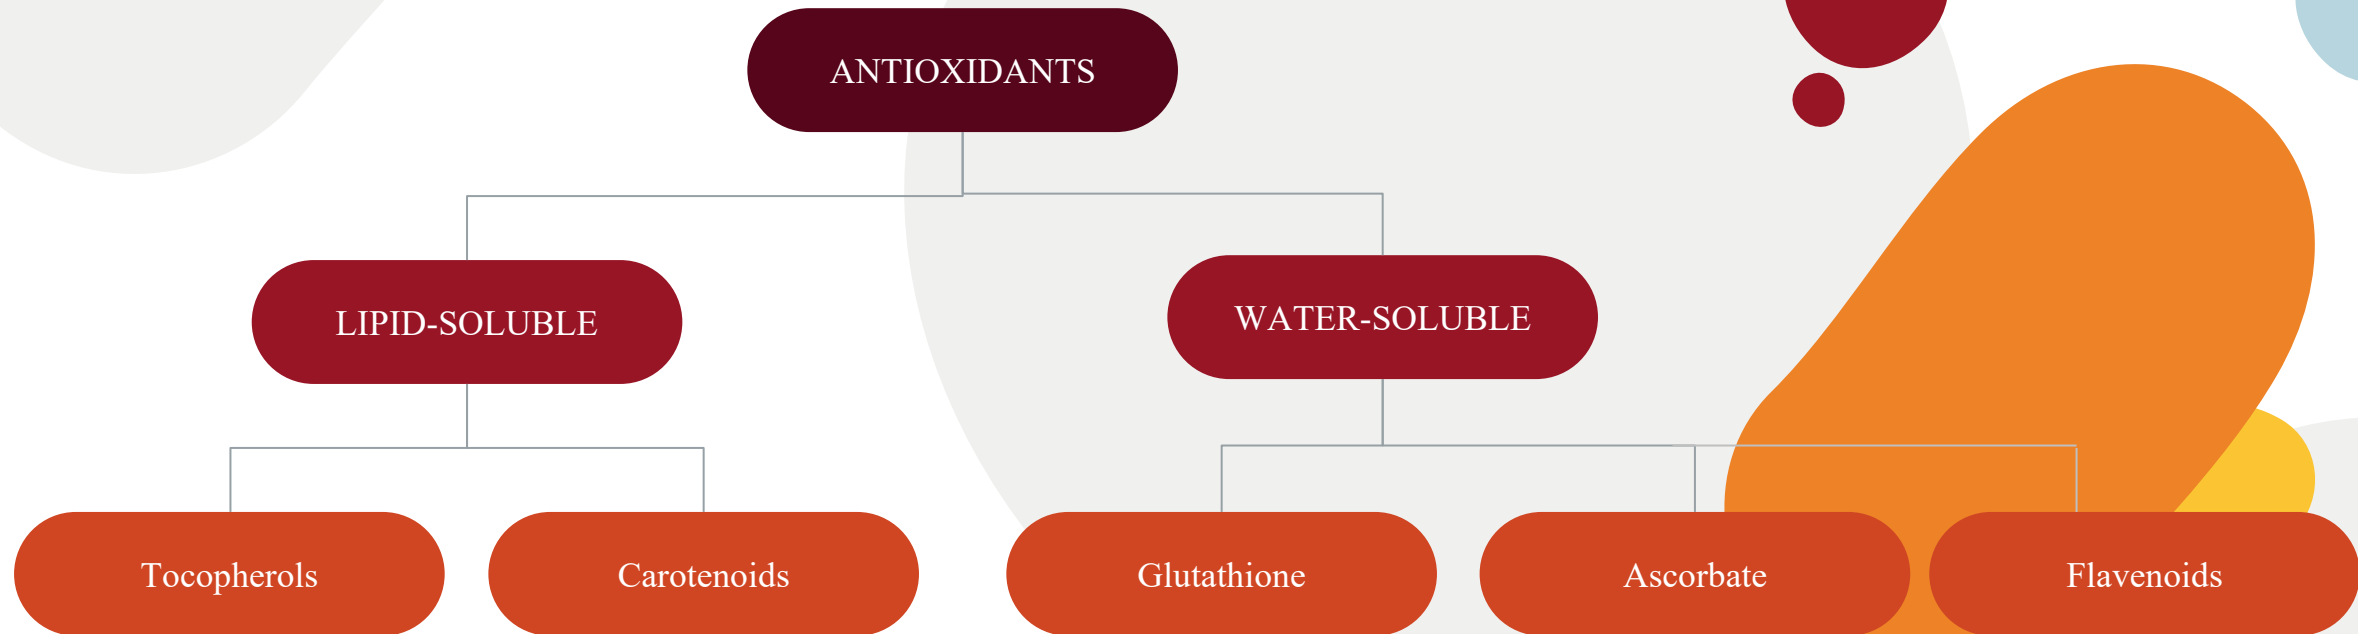 ANTIOXIDANTS
LIPID-SOLUBLE
WATER-SOLUBLE
Tocopherols
Carotenoids
Glutathione
Ascorbate
Flavenoids